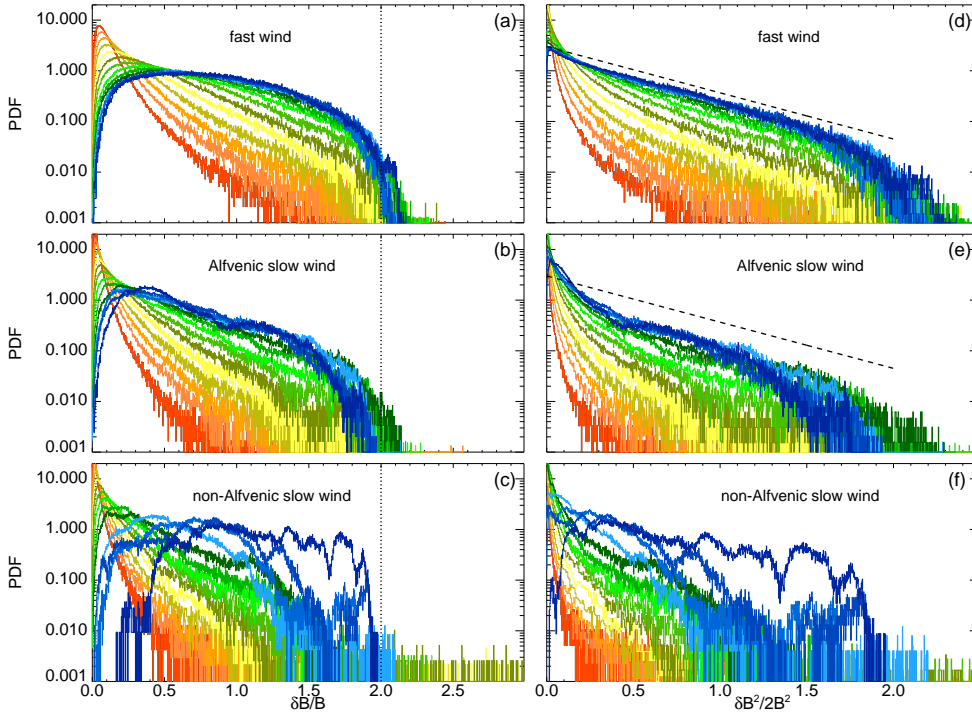 (a)
fast wind
PDF
10.000
1.000
0.100
0.010
0.001
(d)
fast wind
PDF
(b)
Alfvenic slow wind
PDF
10.000
1.000
0.100
0.010
0.001
(e)
Alfvenic slow wind
PDF
(c)
non-Alfvenic slow wind
PDF
10.000
1.000
0.100
0.010
0.001
0.0 0.5 1.0 1.5 2.0 2.5
δB/B
(f)
non-Alfvenic slow wind
PDF
0.0 0.5 1.0 1.5 2.0
δB²/2B²